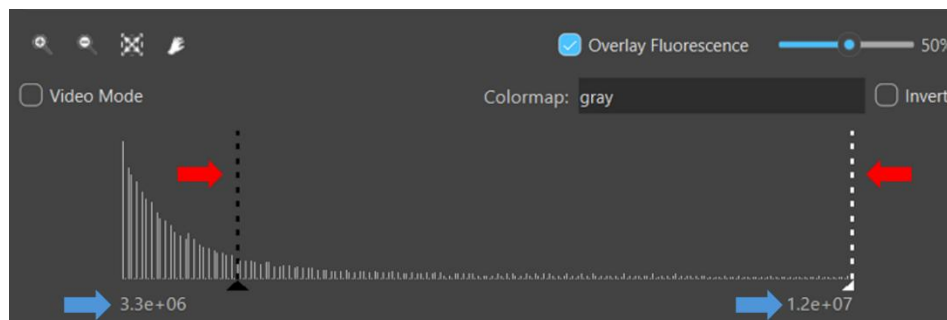 Overlay Fluorescence 50%
Video Mode Colormap: gray Invert
3.3e+06 1.2e+07